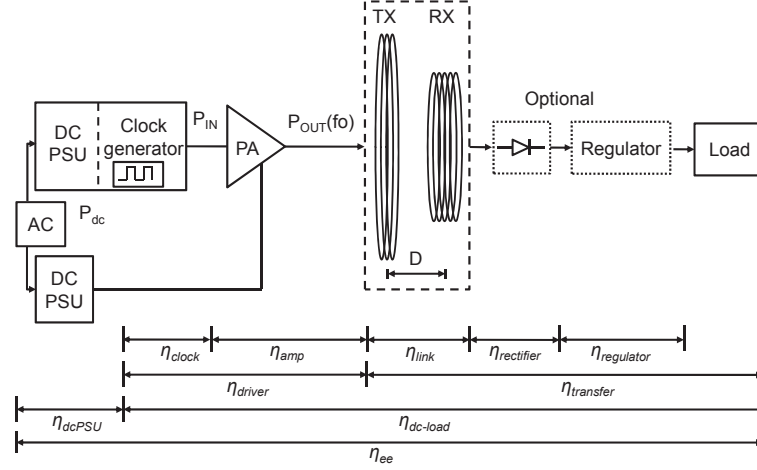 TX RX
Optional
DC
PSU
Clock
generator
P_IN
PA
P_OUT(fo)
Regulator
Load
AC
P_dc
D
DC
PSU
η_clock η_amp η_link η_rectifier η_regulator
η_driver η_transfer
η_dcPSU η_dc-load
η_ee